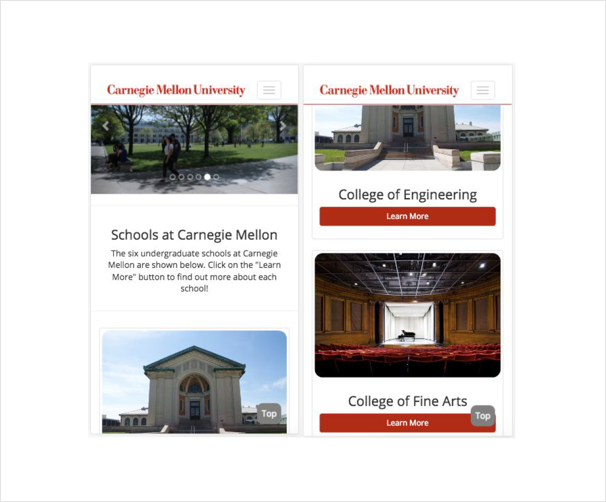 Carnegie Mellon University
Schools at Carnegie Mellon
The six undergraduate schools at Carnegie
Mellon are shown below. Click on the "Learn
More" button to find out more about each
school!
Top
Carnegie Mellon University
College of Engineering
Learn More
College of Fine Arts
Top
Learn More